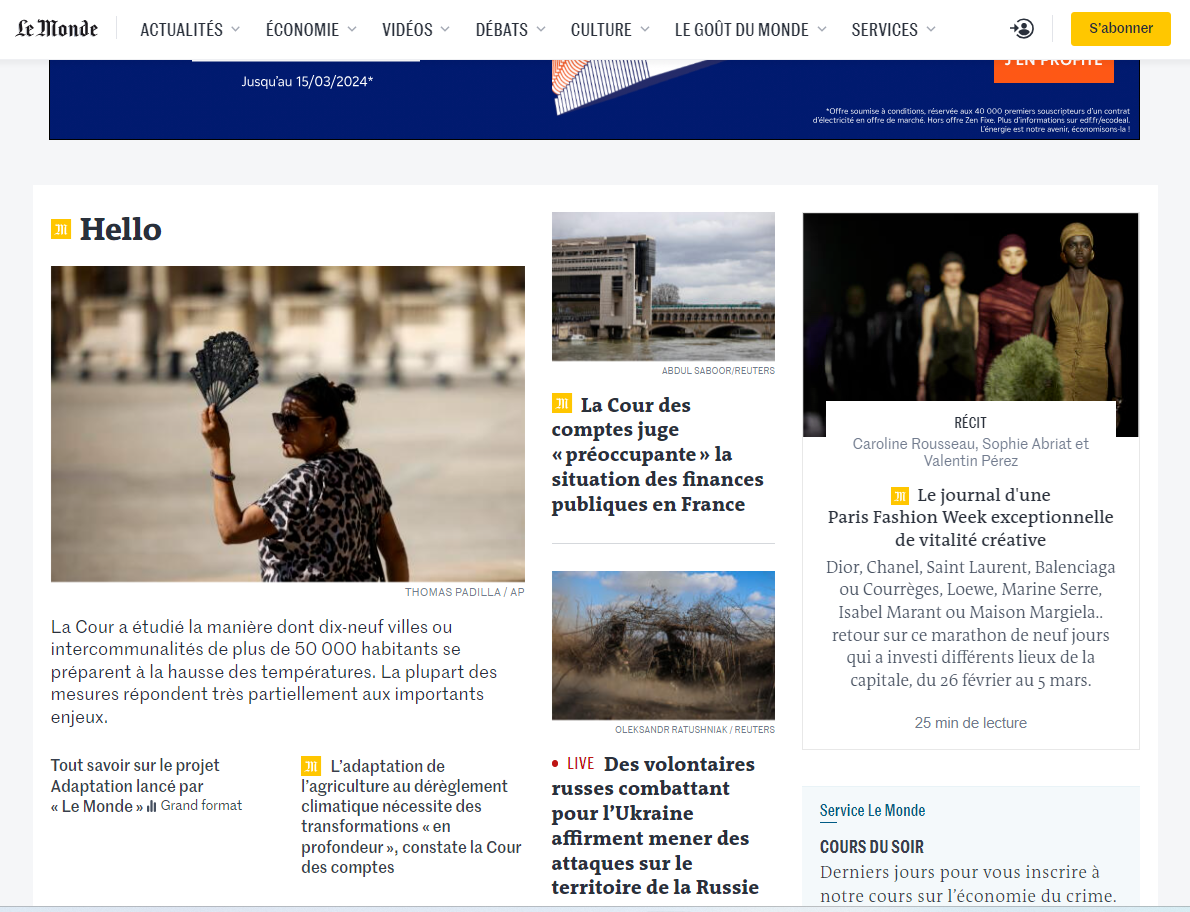 Le Monde
ACTUALITÉS
ÉCONOMIE
VIDÉOS
DÉBATS
CULTURE
LE GOÛT DU MONDE
SERVICES
S'abonner
Jusqu'au 15/03/2024*
J'EN PROFITE
*Offre soumise à conditions, réservée aux 40 000 premiers souscripteurs d'un contrat
d'électricité en offre de marché. Hors offre Zen Fixe. Plus d'informations sur edf.fr/ecodeal.
L'énergie est notre avenir, économisons-la !
M Hello
THOMAS PADILLA / AP
La Cour a étudié la manière dont dix-neuf villes ou
intercommunalités de plus de 50 000 habitants se
préparent à la hausse des températures. La plupart des
mesures répondent très partiellement aux importants
enjeux.
Tout savoir sur le projet
Adaptation lancé par
« Le Monde » Grand format
M L'adaptation de
l'agriculture au dérèglement
climatique nécessite des
transformations « en
profondeur », constate la Cour
des comptes
ABDUL SABOOR/REUTERS
M La Cour des
comptes juge
« préoccupante » la
situation des finances
publiques en France
OLEKSANDR RATUSHNIAK / REUTERS
• LIVE Des volontaires
russes combattant
pour l'Ukraine
affirment mener des
attaques sur le
territoire de la Russie
RÉCIT
Caroline Rousseau, Sophie Abriat et
Valentin Pérez
M Le journal d'une
Paris Fashion Week exceptionnelle
de vitalité créative
Dior, Chanel, Saint Laurent, Balenciaga
ou Courrèges, Loewe, Marine Serre,
Isabel Marant ou Maison Margiela..
retour sur ce marathon de neuf jours
qui a investi différents lieux de la
capitale, du 26 février au 5 mars.
25 min de lecture
Service Le Monde
COURS DU SOIR
Derniers jours pour vous inscrire à
notre cours sur l'économie du crime.